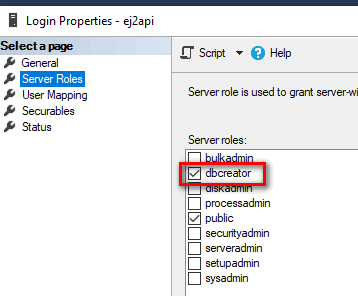 Login Properties - ej2api
Select a page
General
Server Roles
User Mapping
Securables
Status
Script
Help
Server role is used to grant server-wi
Server roles:
bulkadmin
dbcreator
diskadmin
processadmin
public
securityadmin
serveradmin
setupadmin
sysadmin